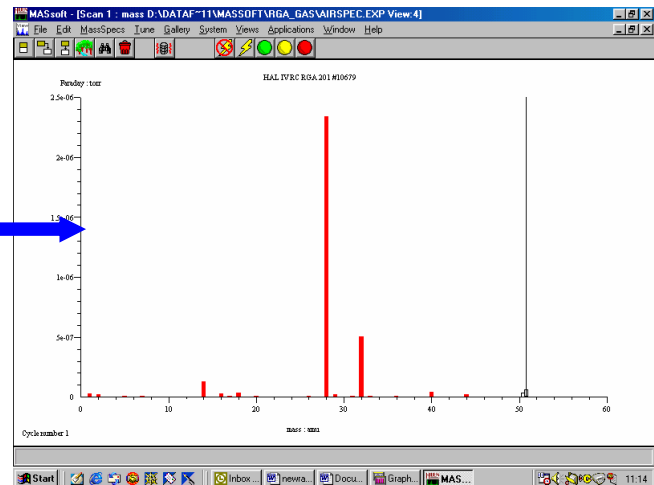 MASsoft - [Scan 1 : mass D:\DATAF~11\MASSOFT\RGA_GAS\AIRSPEC.EXP View:4]
File Edit MassSpecs Tune Gallery System Views Applications Window Help
HAL IVRC RGA 201 #10679
Faraday : torr
2.5e-06
2e-06
1e-06
5e-07
0
0 10 20 30 40 50 60
mass : amu
Cycle number 1
Start Inbox ... newra... Docu... Graph... MAS... 11:14